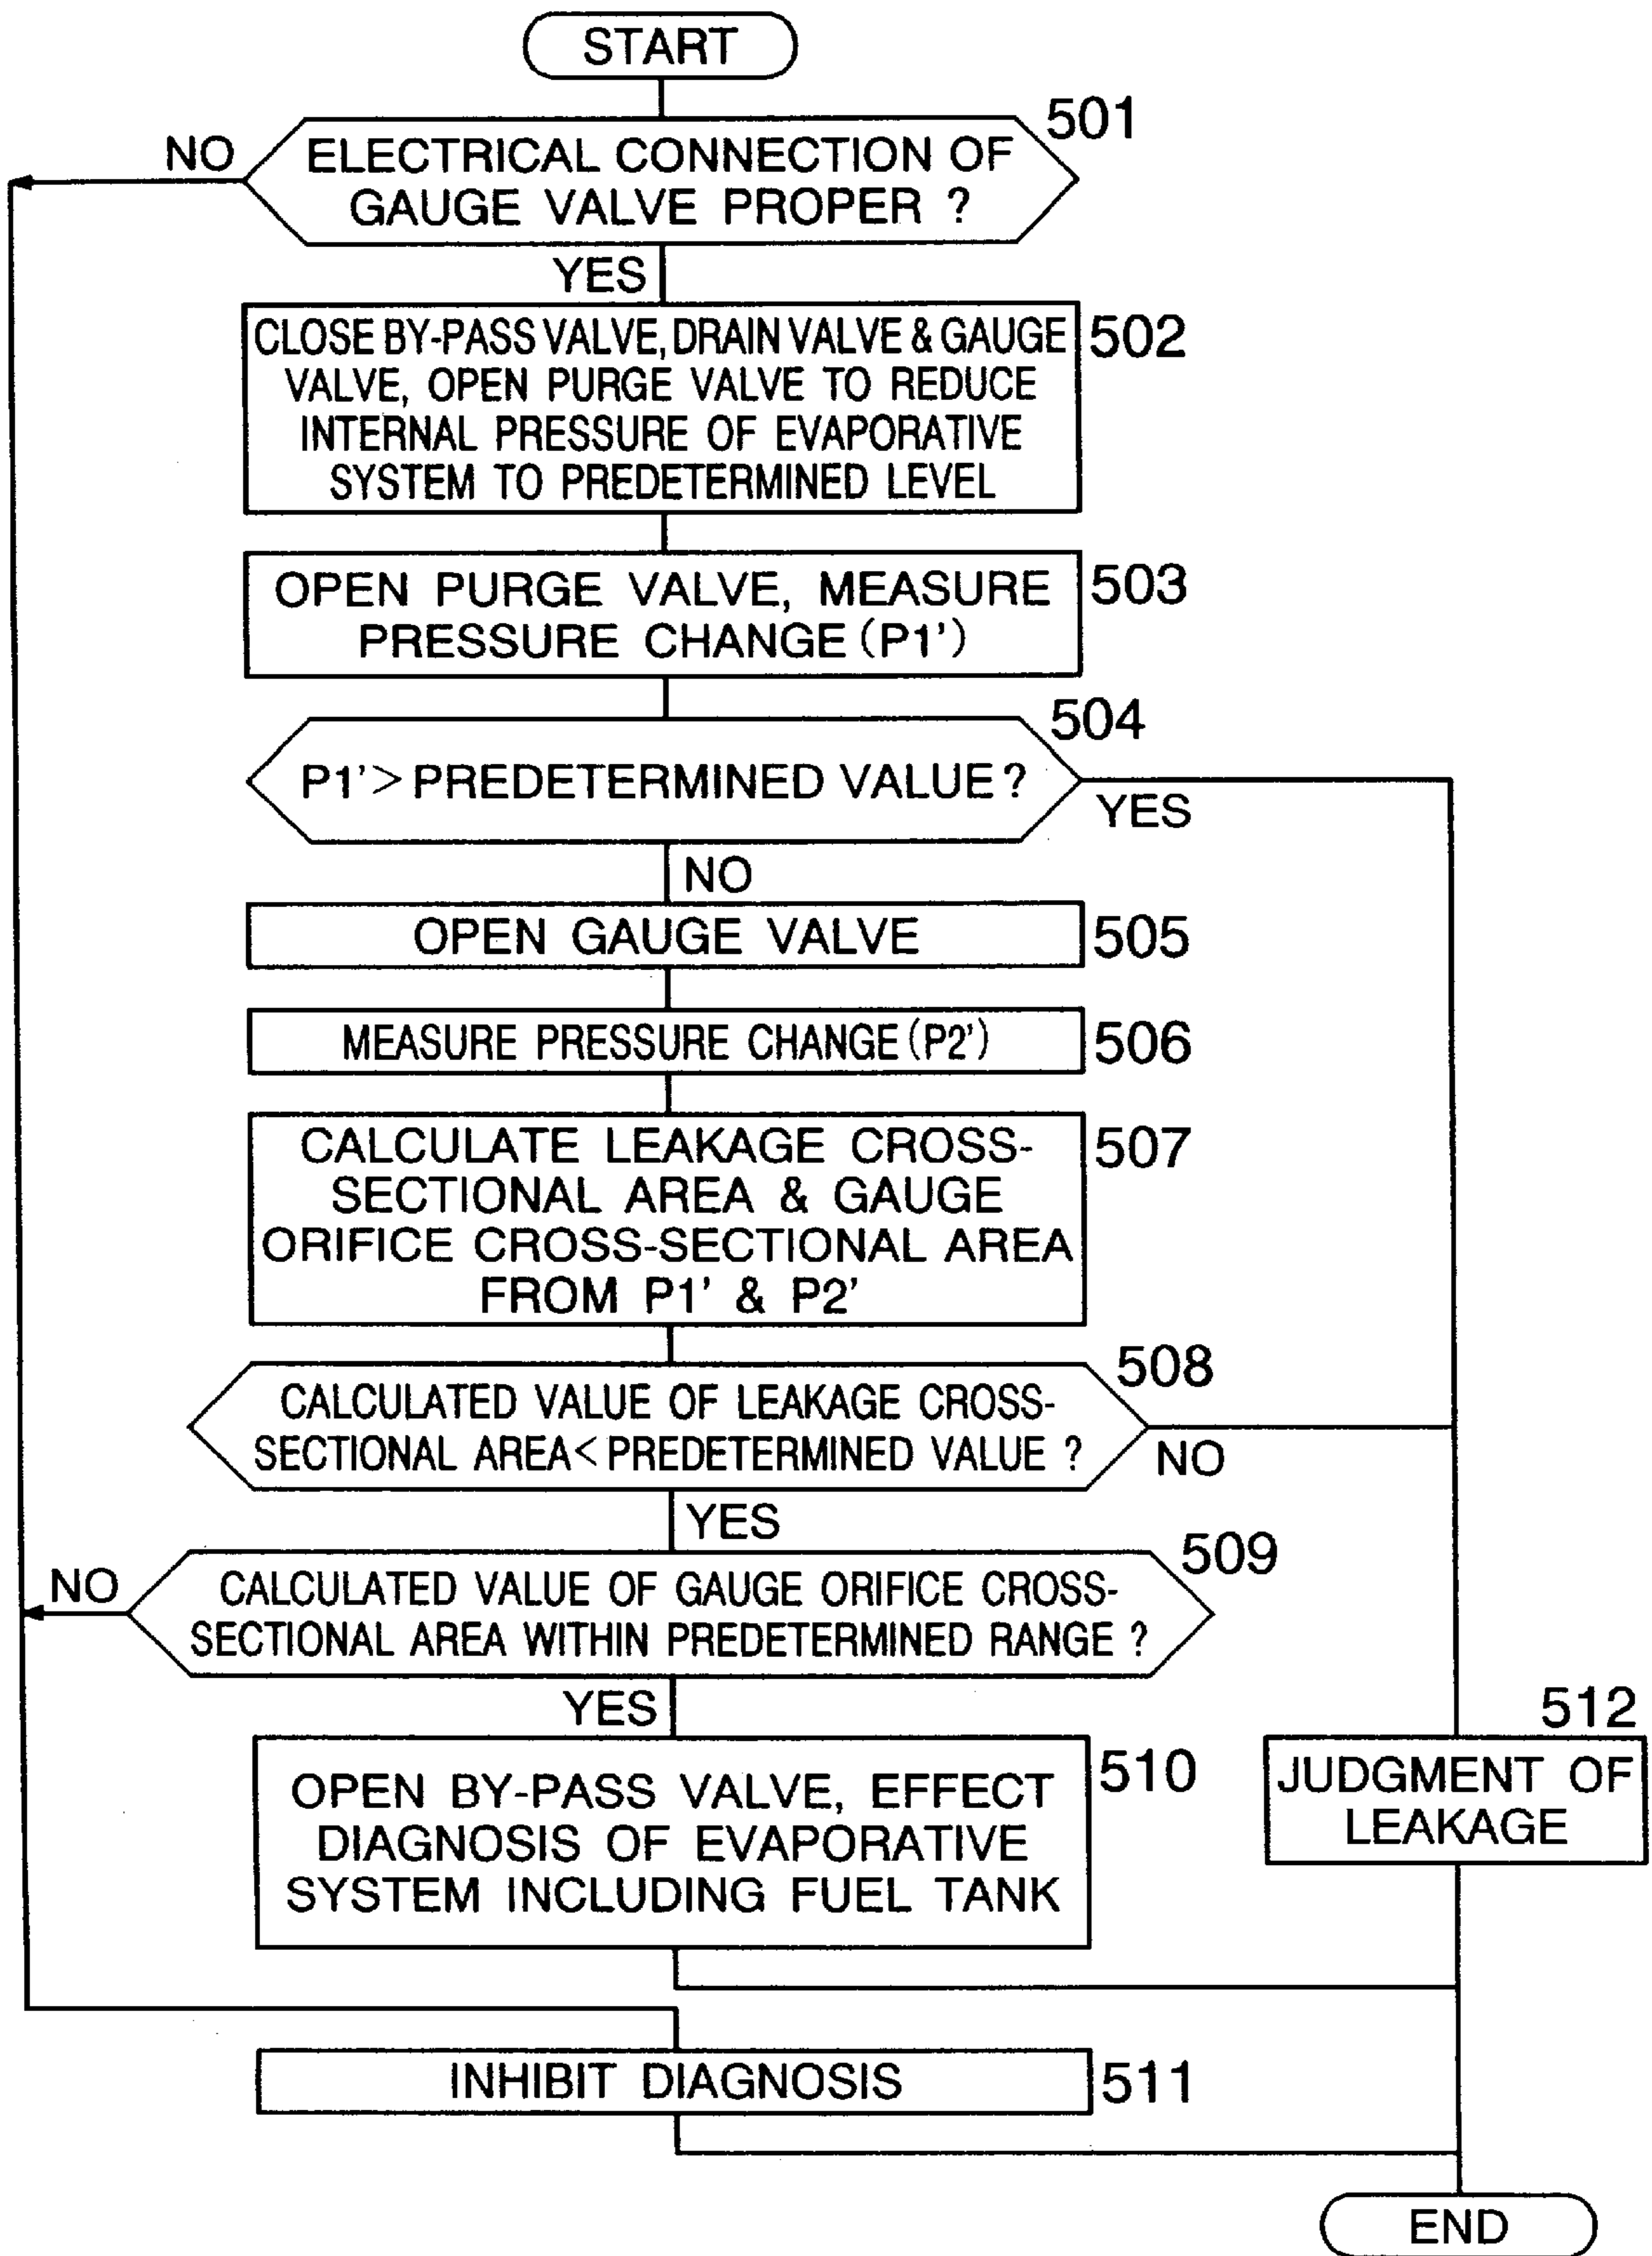 START
501
NO
ELECTRICAL CONNECTION OF
GAUGE VALVE PROPER ?
YES
CLOSE BY-PASS VALVE, DRAIN VALVE & GAUGE
VALVE, OPEN PURGE VALVE TO REDUCE
INTERNAL PRESSURE OF EVAPORATIVE
SYSTEM TO PREDETERMINED LEVEL
502
OPEN PURGE VALVE, MEASURE
PRESSURE CHANGE (P1')
503
504
P1' > PREDETERMINED VALUE ?
YES
NO
OPEN GAUGE VALVE
505
MEASURE PRESSURE CHANGE (P2')
506
CALCULATE LEAKAGE CROSS-
SECTIONAL AREA & GAUGE
ORIFICE CROSS-SECTIONAL AREA
FROM P1' & P2'
507
508
CALCULATED VALUE OF LEAKAGE CROSS-
SECTIONAL AREA < PREDETERMINED VALUE ?
NO
YES
509
NO
CALCULATED VALUE OF GAUGE ORIFICE CROSS-
SECTIONAL AREA WITHIN PREDETERMINED RANGE ?
YES
OPEN BY-PASS VALVE, EFFECT
DIAGNOSIS OF EVAPORATIVE
SYSTEM INCLUDING FUEL TANK
510
512
JUDGMENT OF
LEAKAGE
INHIBIT DIAGNOSIS
511
END